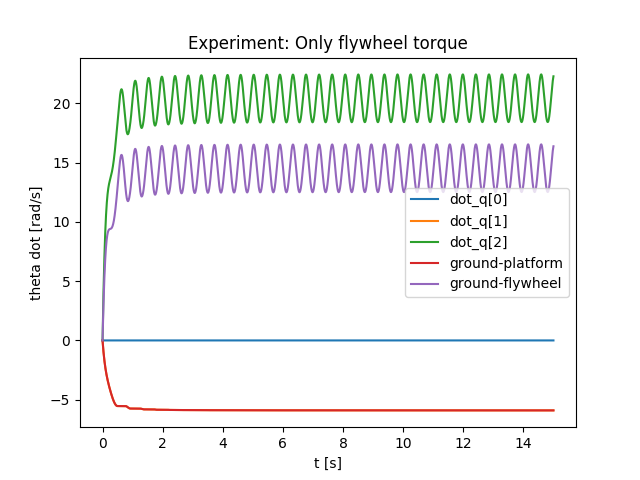 Experiment: Only flywheel torque
theta dot [rad/s]
20
15
10
5
0
−5
0 2 4 6 8 10 12 14
t [s]
dot_q[0]
dot_q[1]
dot_q[2]
ground-platform
ground-flywheel